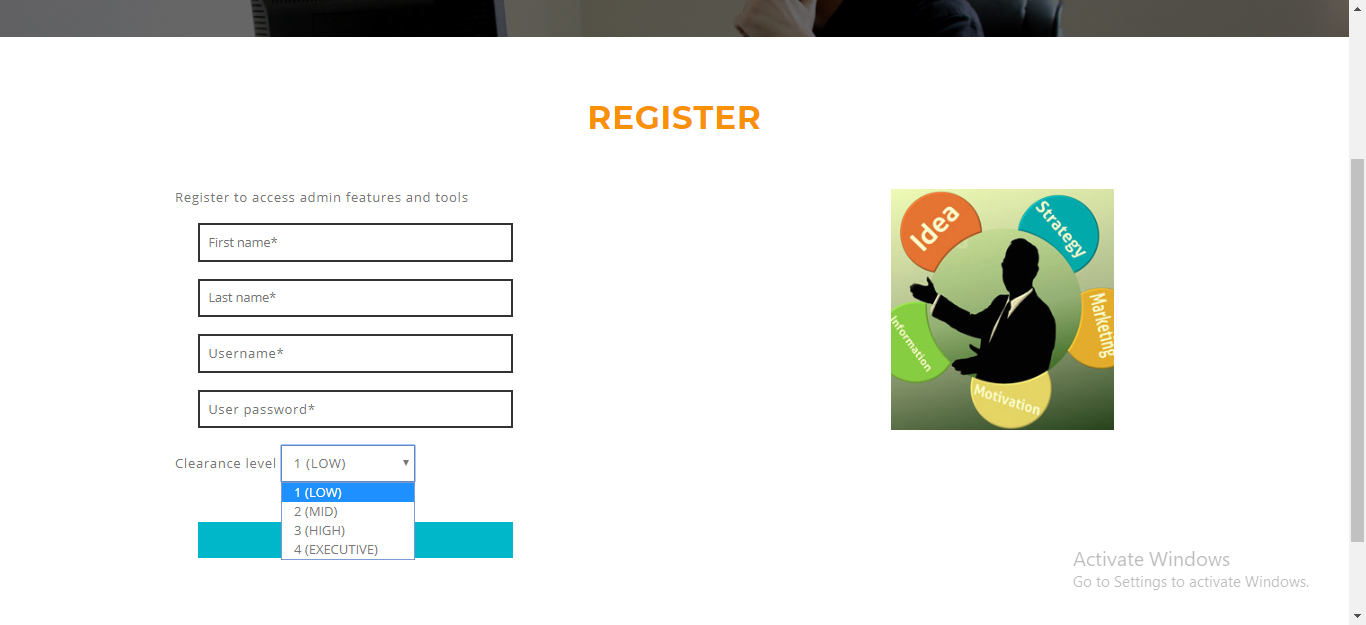 REGISTER
Register to access admin features and tools
First name*
Last name*
Username*
User password*
Clearance level 1 (LOW)
1 (LOW)
2 (MID)
3 (HIGH)
4 (EXECUTIVE)
Idea
Strategy
Marketing
Information
Motivation
Activate Windows
Go to Settings to activate Windows.